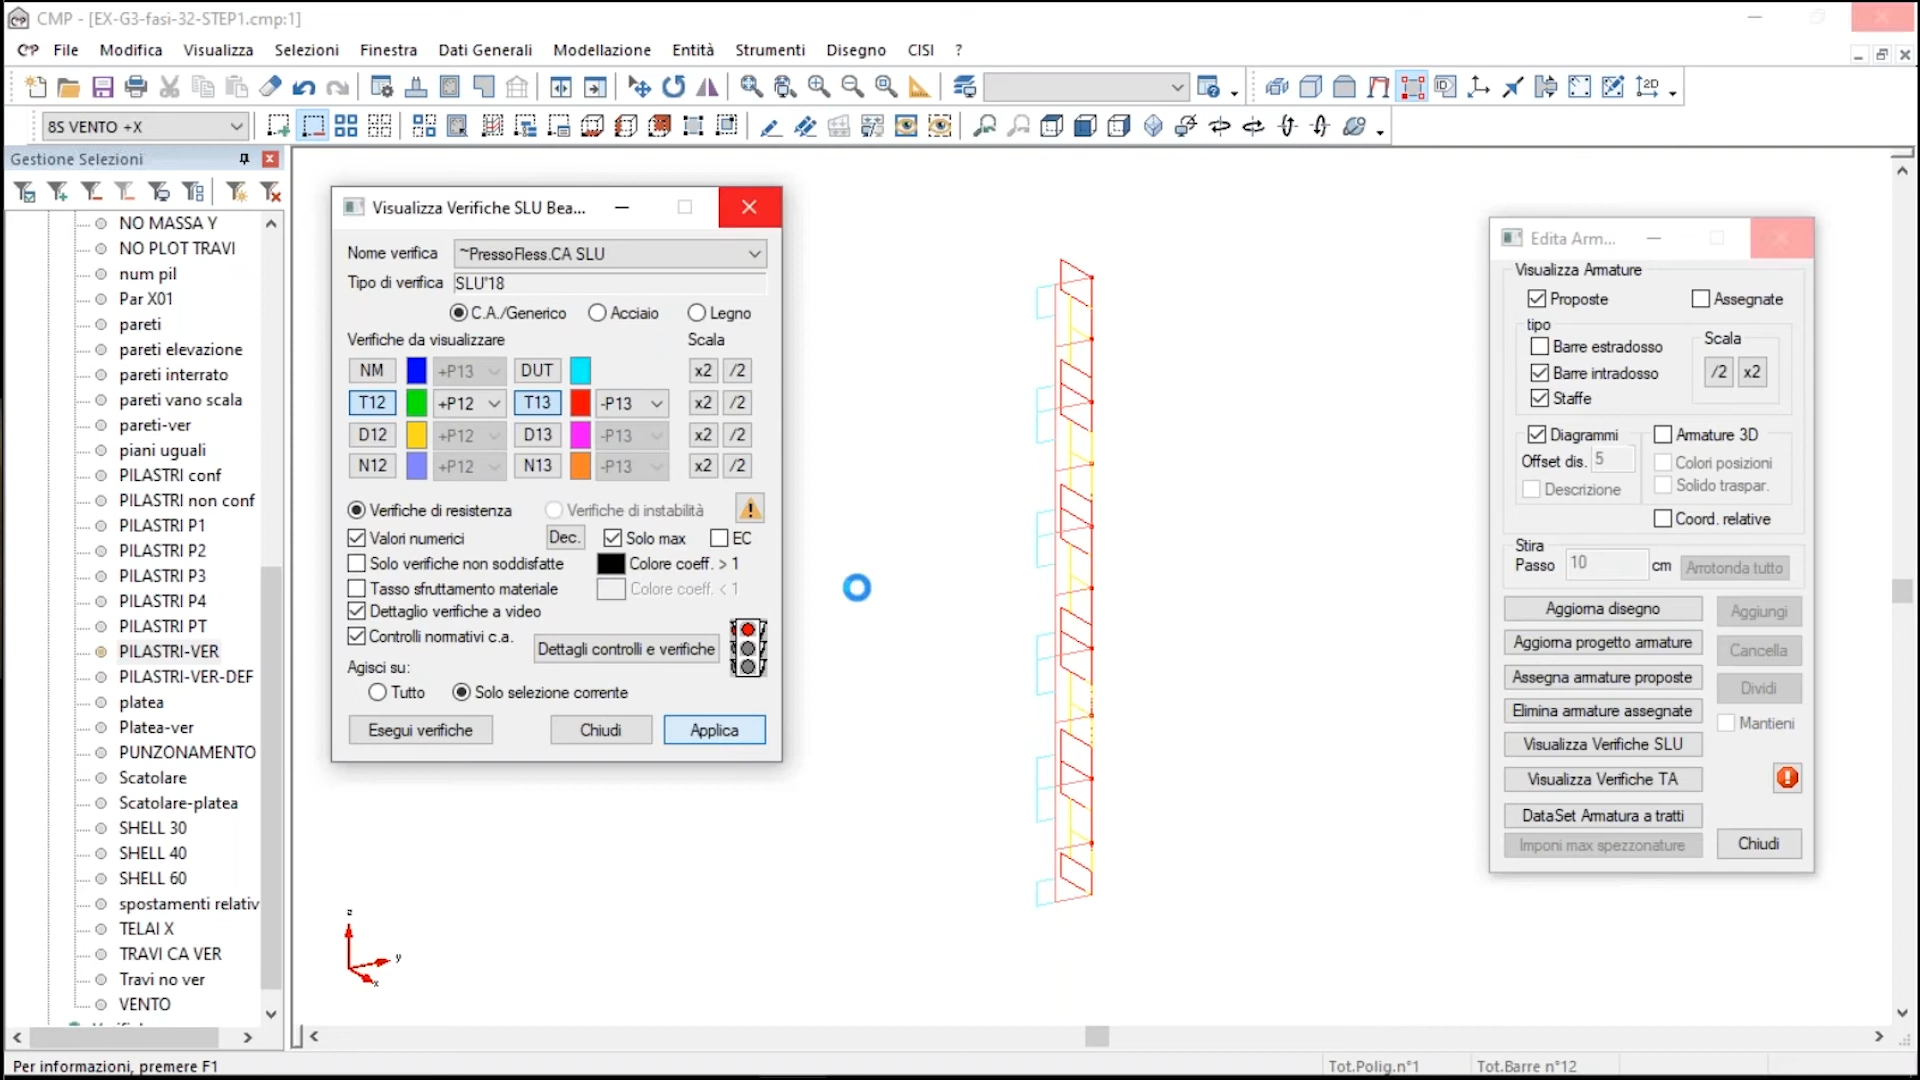 CMP - [EX-G3-fasi-32-STEP1.cmp:1]
File Modifica Visualizza Selezioni Finestra Dati Generali Modellazione Entità Strumenti Disegno CISI ?
8S VENTO +X
Gestione Selezioni
NO MASSA Y
NO PLOT TRAVI
num pil
Par X01
pareti
pareti elevazione
pareti interrato
pareti vano scala
pareti-ver
piani uguali
PILASTRI conf
PILASTRI non conf
PILASTRI P1
PILASTRI P2
PILASTRI P3
PILASTRI P4
PILASTRI PT
PILASTRI-VER
PILASTRI-VER-DEF
platea
Platea-ver
PUNZONAMENTO
Scatolare
Scatolare-platea
SHELL 30
SHELL 40
SHELL 60
spostamenti relativ
TELAI X
TRAVI CA VER
Travi no ver
VENTO
Visualizza Verifiche SLU Bea...
Nome verifica ~PressoFless.CA SLU
Tipo di verifica SLU'18
C.A./Generico Acciaio Legno
Verifiche da visualizzare Scala
NM +P13 DUT x2 /2
T12 +P12 T13 -P13 x2 /2
D12 +P12 D13 -P13 x2 /2
N12 +P12 N13 -P13 x2 /2
Verifiche di resistenza Verifiche di instabilità
Valori numerici Dec. Solo max EC
Solo verifiche non soddisfatte Colore coeff. > 1
Tasso sfruttamento materiale Colore coeff. < 1
Dettaglio verifiche a video
Controlli normativi c.a. Dettagli controlli e verifiche
Agisci su:
Tutto Solo selezione corrente
Esegui verifiche Chiudi Applica
z
y
x
Edita Arm...
Visualizza Armature
Proposte Assegnate
tipo
Barre estradosso Scala
Barre intradosso /2 x2
Staffe
Diagrammi Armature 3D
Offset dis. 5 Colori posizioni
Descrizione Solido traspar.
Coord. relative
Stira
Passo 10 cm Arrotonda tutto
Aggiorna disegno Aggiungi
Aggiorna progetto armature Cancella
Assegna armature proposte Dividi
Elimina armature assegnate Mantieni
Visualizza Verifiche SLU
Visualizza Verifiche TA
DataSet Armatura a tratti
Imponi max spezzonature Chiudi
Per informazioni, premere F1 Tot.Polig.n°1 Tot.Barre n°12